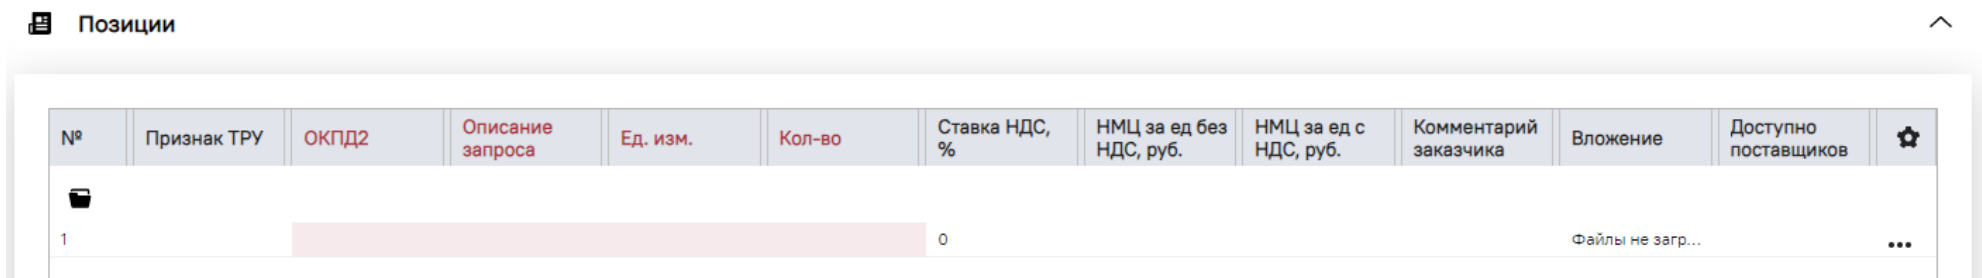 Позиции
№ Признак ТРУ ОКПД2 Описание запроса Ед. изм. Кол-во Ставка НДС, % НМЦ за ед без НДС, руб. НМЦ за ед с НДС, руб. Комментарий заказчика Вложение Доступно поставщиков
1 0 Файлы не загр...